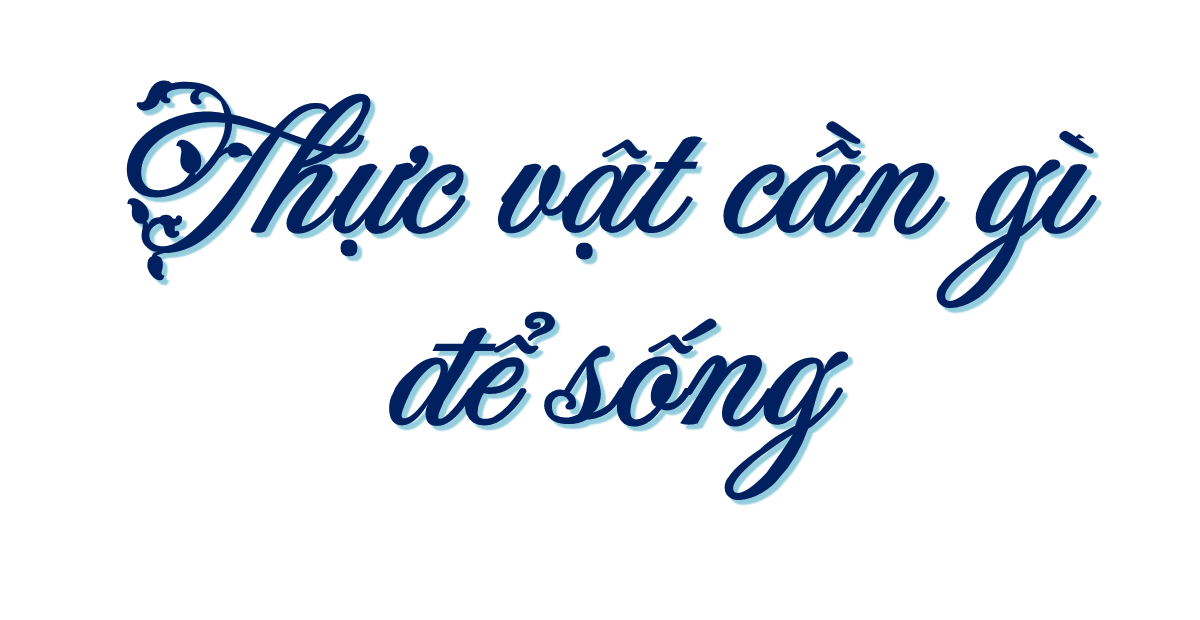 Thực vật cần gì
để sống